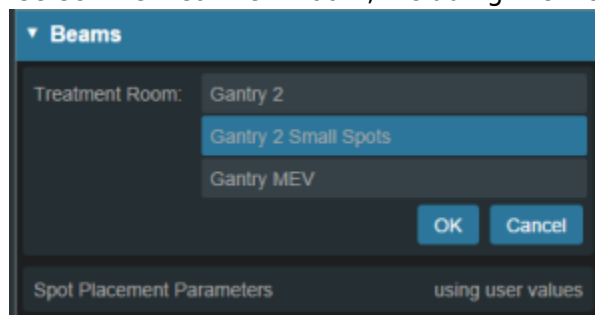 Beams
Treatment Room:
Gantry 2
Gantry 2 Small Spots
Gantry MEV
OK
Cancel
Spot Placement Parameters
using user values